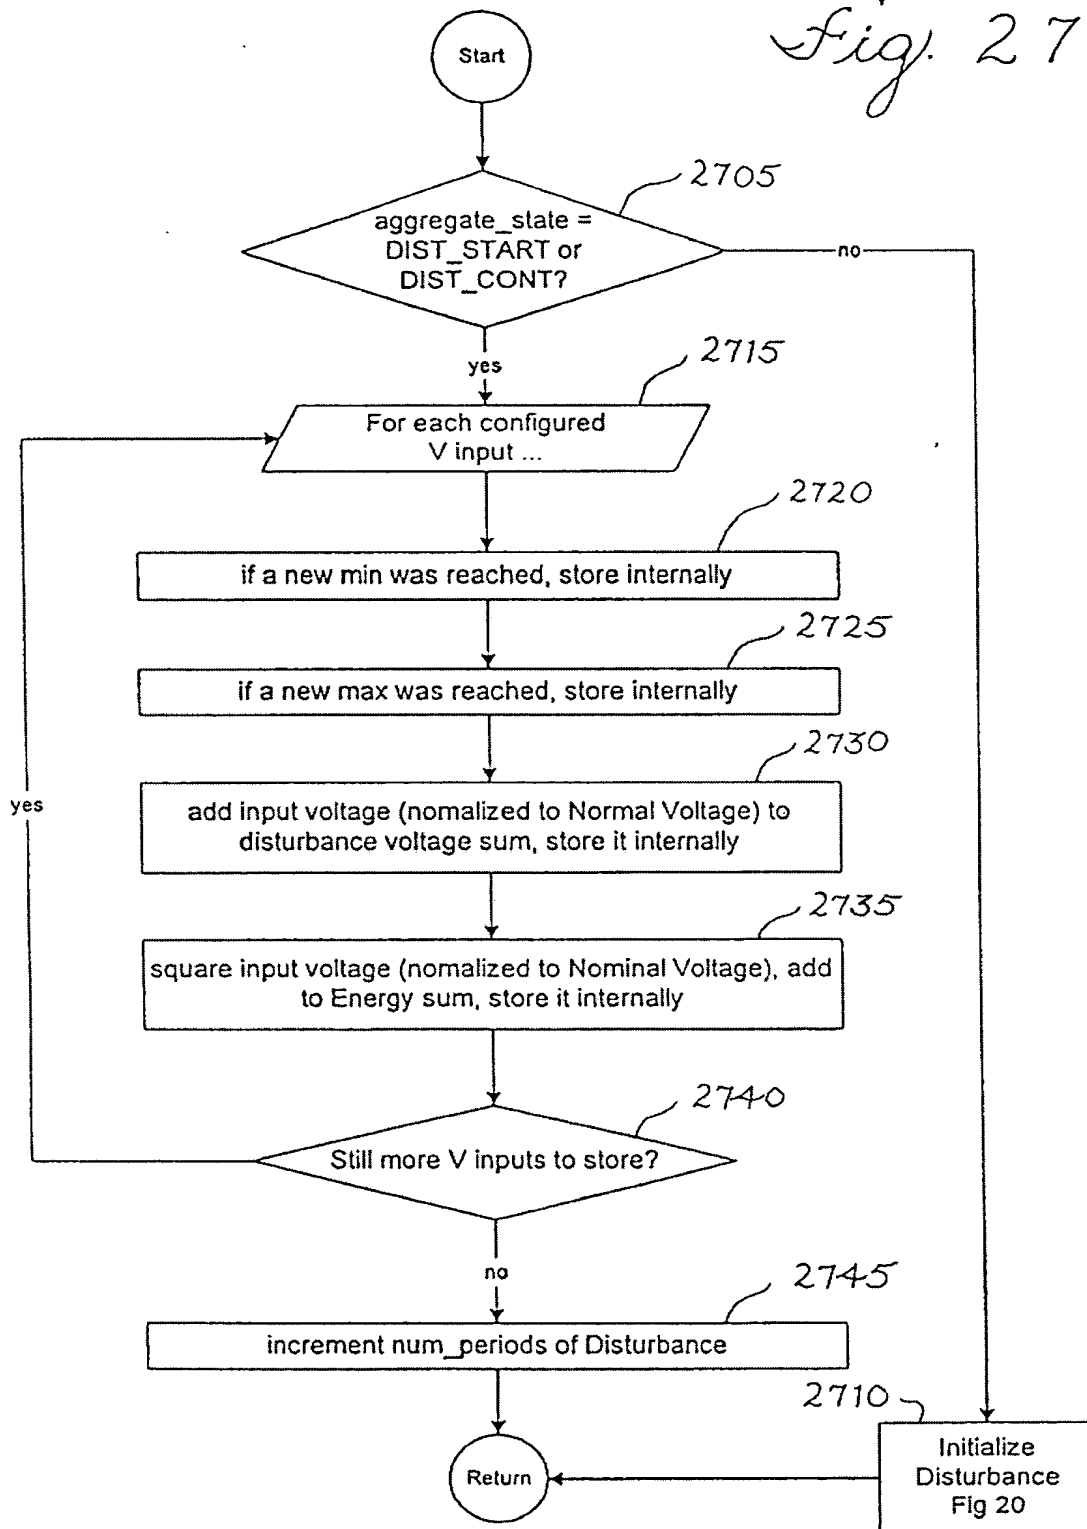 Fig. 27
Start
2705
aggregate_state =
DIST_START or
DIST_CONT?
no
yes
2715
For each configured
V input ...
2720
if a new min was reached, store internally
2725
if a new max was reached, store internally
2730
add input voltage (nomalized to Normal Voltage) to
disturbance voltage sum, store it internally
yes
2735
square input voltage (nomalized to Nominal Voltage), add
to Energy sum, store it internally
2740
Still more V inputs to store?
no
2745
increment num_periods of Disturbance
2710
Initialize
Disturbance
Fig 20
Return